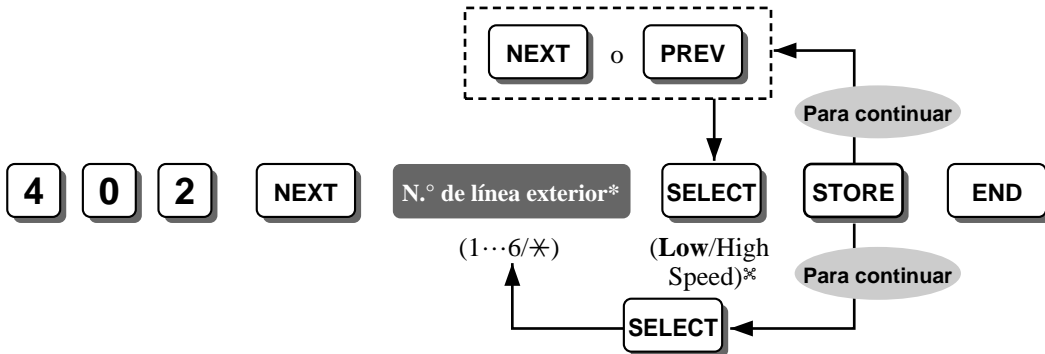 NEXT o PREV
Para continuar
4 0 2 NEXT N.° de línea exterior* SELECT STORE END
(1···6/✳) (Low/High
Speed)⌘
Para continuar
SELECT